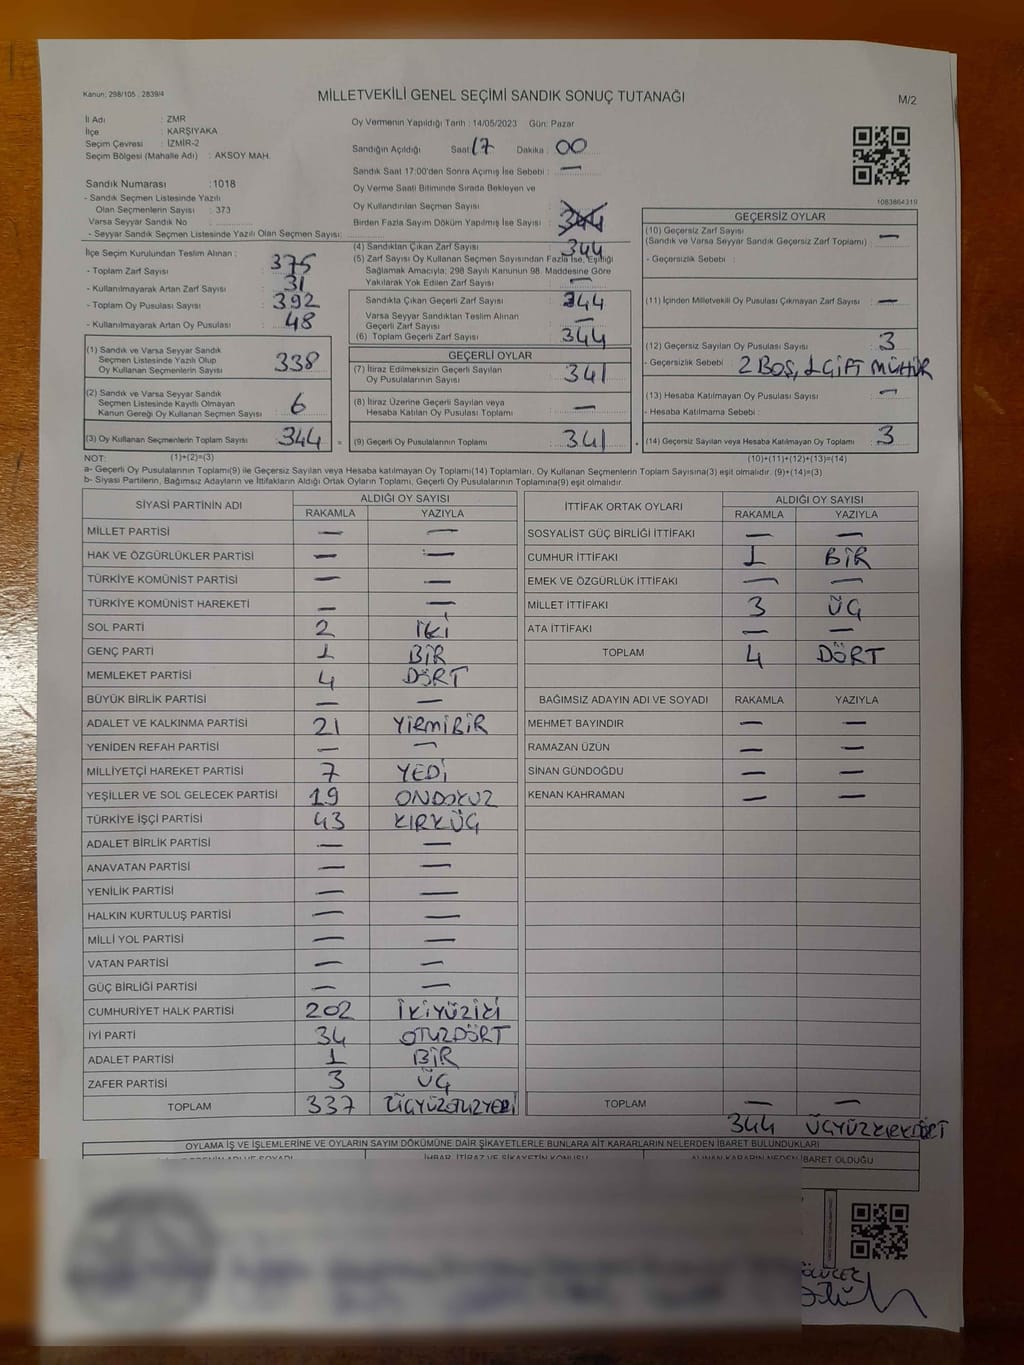 Kanun: 298/105 , 2839/4
MİLLETVEKİLİ GENEL SEÇİMİ SANDIK SONUÇ TUTANAĞI
M/2
İl Adı : ZMR
İlçe : KARŞIYAKA
Seçim Çevresi : İZMİR-2
Seçim Bölgesi (Mahalle Adı) : AKSOY MAH.
Sandık Numarası :1018
- Sandık Seçmen Listesinde Yazılı
Olan Seçmenlerin Sayısı : 373
Varsa Seyyar Sandık No :
- Seyyar Sandık Seçmen Listesinde Yazılı Olan Seçmen Sayısı:
İlçe Seçim Kurulundan Teslim Alınan :
- Toplam Zarf Sayısı : 375
- Kullanılmayarak Artan Zarf Sayısı : 31
- Toplam Oy Pusulası Sayısı : 392
- Kullanılmayarak Artan Oy Pusulası : 48
(1) Sandık ve Varsa Seyyar Sandık
Seçmen Listesinde Yazılı Olup
Oy Kullanan Seçmenlerin Sayısı : 338
(2) Sandık ve Varsa Seyyar Sandık
Seçmen Listesinde Kayıtlı Olmayan
Kanun Gereği Oy Kullanan Seçmen Sayısı : 6
(3) Oy Kullanan Seçmenlerin Toplam Sayısı : 344 =
Oy Vermenin Yapıldığı Tarih : 14/05/2023 Gün: Pazar
Sandığın Açıldığı Saat 17 Dakika : 00
Sandık Saat 17:00'den Sonra Açımış İse Sebebi : —
Oy Verme Saati Bitiminde Sırada Bekleyen ve
Oy Kullandırılan Seçmen Sayısı :
Birden Fazla Sayım Döküm Yapılmış İse Sayısı : 344
(4) Sandıktan Çıkan Zarf Sayısı : 344
(5) Zarf Sayısı Oy Kullanan Seçmen Sayısından Fazla İse, Eşitliği
Sağlamak Amacıyla; 298 Sayılı Kanunun 98. Maddesine Göre
Yakılarak Yok Edilen Zarf Sayısı : —
Sandıkta Çıkan Geçerli Zarf Sayısı : 344
Varsa Seyyar Sandıktan Teslim Alınan
Geçerli Zarf Sayısı : —
(6) Toplam Geçerli Zarf Sayısı : 344
GEÇERLİ OYLAR
(7) İtiraz Edilmeksizin Geçerli Sayılan
Oy Pusulalarının Sayısı : 341
(8) İtiraz Üzerine Geçerli Sayılan veya
Hesaba Katılan Oy Pusulası Toplamı : —
(9) Geçerli Oy Pusulalarının Toplamı : 341
1083864319
GEÇERSİZ OYLAR
(10) Geçersiz Zarf Sayısı
(Sandık ve Varsa Seyyar Sandık Geçersiz Zarf Toplamı) : —
- Geçersizlik Sebebi :
(11) İçinden Milletvekili Oy Pusulası Çıkmayan Zarf Sayısı : —
(12) Geçersiz Sayılan Oy Pusulası Sayısı : 3
- Geçersizlik Sebebi : 2 BOŞ, 1 ÇİFT MÜHÜR
(13) Hesaba Katılmayan Oy Pusulası Sayısı : —
- Hesaba Katılmama Sebebi :
(14) Geçersiz Sayılan veya Hesaba Katılmayan Oy Toplamı : 3
NOT: (1)+(2)=(3) (10)+(11)+(12)+(13)=(14)
a- Geçerli Oy Pusulalarının Toplamı(9) ile Geçersiz Sayılan veya Hesaba katılmayan Oy Toplamı(14) Toplamları, Oy Kullanan Seçmenlerin Toplam Sayısına(3) eşit olmalıdır. (9)+(14)=(3)
b- Siyasi Partilerin, Bağımsız Adayların ve İttifakların Aldığı Ortak Oyların Toplamı, Geçerli Oy Pusulalarının Toplamına(9) eşit olmalıdır.
SİYASİ PARTİNİN ADI ALDIĞI OY SAYISI
RAKAMLA YAZIYLA
MİLLET PARTİSİ — —
HAK VE ÖZGÜRLÜKLER PARTİSİ — —
TÜRKİYE KOMÜNİST PARTİSİ — —
TÜRKİYE KOMÜNİST HAREKETİ — —
SOL PARTİ 2 İKİ
GENÇ PARTİ 1 BİR
MEMLEKET PARTİSİ 4 DÖRT
BÜYÜK BİRLİK PARTİSİ — —
ADALET VE KALKINMA PARTİSİ 21 YİRMİBİR
YENİDEN REFAH PARTİSİ — —
MİLLİYETÇİ HAREKET PARTİSİ 7 YEDİ
YEŞİLLER VE SOL GELECEK PARTİSİ 19 ONDOKUZ
TÜRKİYE İŞÇİ PARTİSİ 43 KIRKÜÇ
ADALET BİRLİK PARTİSİ — —
ANAVATAN PARTİSİ — —
YENİLİK PARTİSİ — —
HALKIN KURTULUŞ PARTİSİ — —
MİLLİ YOL PARTİSİ — —
VATAN PARTİSİ — —
GÜÇ BİRLİĞİ PARTİSİ — —
CUMHURİYET HALK PARTİSİ 202 İKİYÜZİKİ
İYİ PARTİ 34 OTUZDÖRT
ADALET PARTİSİ 1 BİR
ZAFER PARTİSİ 3 ÜÇ
TOPLAM 337 ÜÇYÜZOTUZYEDİ
İTTİFAK ORTAK OYLARI ALDIĞI OY SAYISI
RAKAMLA YAZIYLA
SOSYALİST GÜÇ BİRLİĞİ İTTİFAKI — —
CUMHUR İTTİFAKI 1 BİR
EMEK VE ÖZGÜRLÜK İTTİFAKI — —
MİLLET İTTİFAKI 3 ÜÇ
ATA İTTİFAKI — —
TOPLAM 4 DÖRT
BAĞIMSIZ ADAYIN ADI VE SOYADI RAKAMLA YAZIYLA
MEHMET BAYINDIR — —
RAMAZAN ÜZÜN — —
SİNAN GÜNDOĞDU — —
KENAN KAHRAMAN — —
TOPLAM — —
344 ÜÇYÜZKIRKDÖRT
OYLAMA İŞ VE İŞLEMLERİNE VE OYLARIN SAYIM DÖKÜMÜNE DAİR ŞİKAYETLERLE BUNLARA AİT KARARLARIN NELERDEN İBARET BULUNDUKLARI
İHBAR, İTİRAZ VE ŞİKAYETİN KONUSU ALINAN KARARIN NEDEN İBARET OLDUĞU